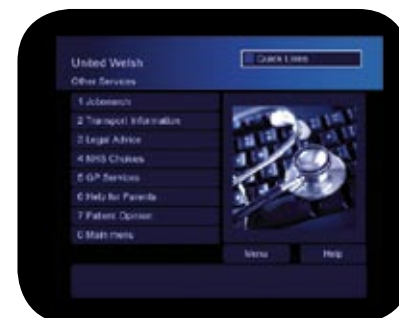 United Welsh
Quick Links
Other Services
1 Jobsearch
2 Transport Information
3 Legal Advice
4 NHS Choices
5 GP Services
6 Help for Parents
7 Patient Opinion
0 Main menu
Menu
Help